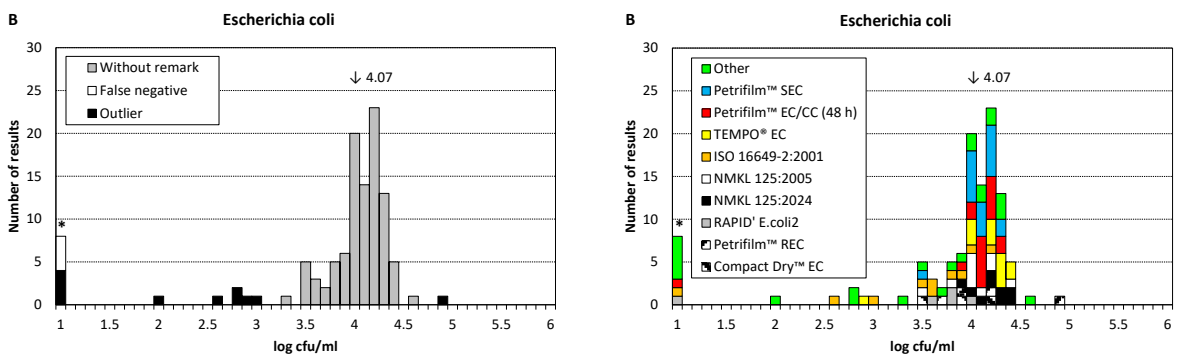 B
Escherichia coli
30
25
20
15
10
5
0
Number of results
Without remark
False negative
Outlier
↓ 4.07
*
1 1.5 2 2.5 3 3.5 4 4.5 5 5.5 6
log cfu/ml
B
Escherichia coli
30
25
20
15
10
5
0
Number of results
Other
Petrifilm™ SEC
Petrifilm™ EC/CC (48 h)
TEMPO® EC
ISO 16649-2:2001
NMKL 125:2005
NMKL 125:2024
RAPID' E.coli2
Petrifilm™ REC
Compact Dry™ EC
↓ 4.07
*
1 1.5 2 2.5 3 3.5 4 4.5 5 5.5 6
log cfu/ml